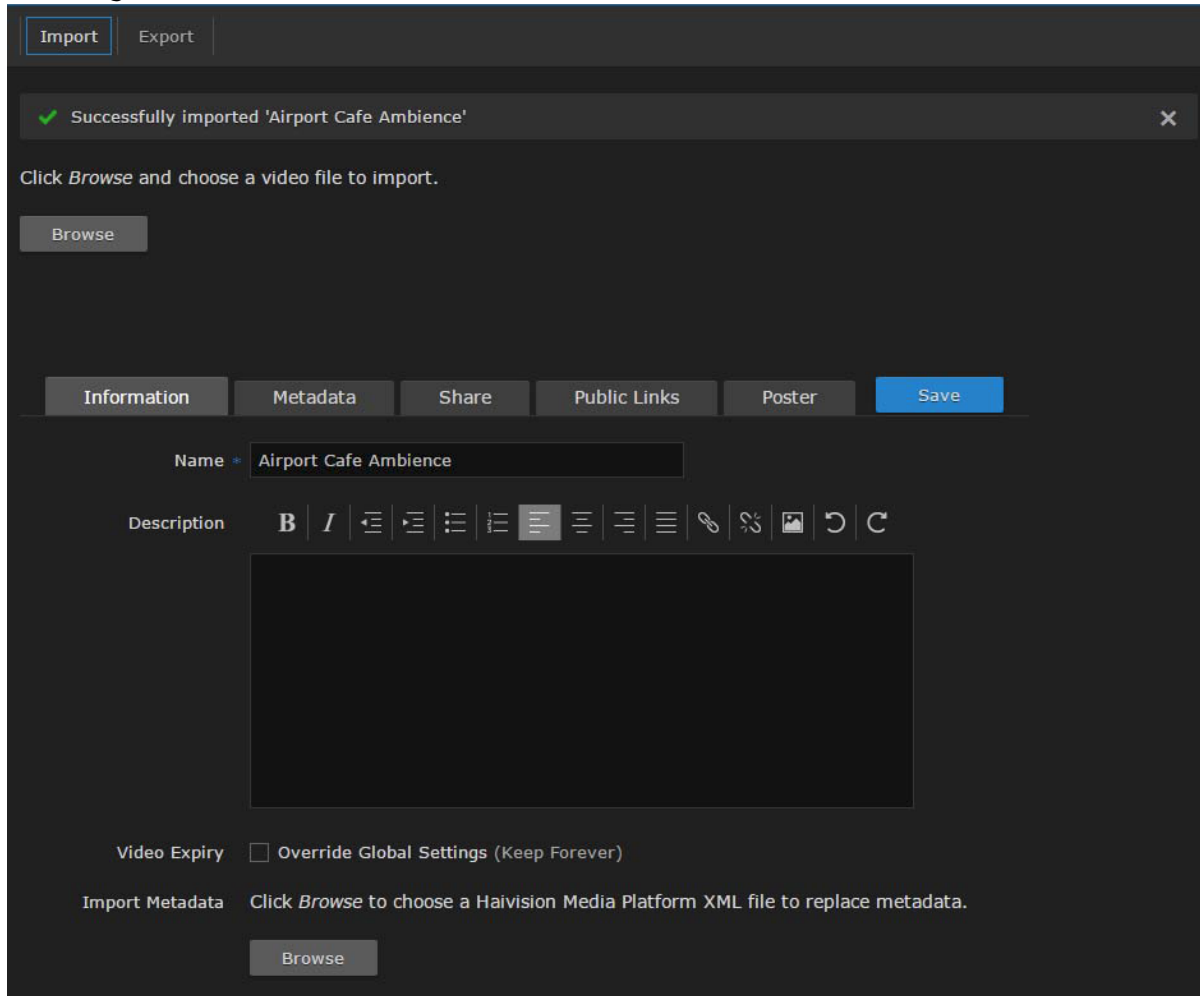 Import Export
Successfully imported 'Airport Cafe Ambience'
Click Browse and choose a video file to import.
Browse
Information Metadata Share Public Links Poster Save
Name * Airport Cafe Ambience
Description B I
Video Expiry Override Global Settings (Keep Forever)
Import Metadata Click Browse to choose a Haivision Media Platform XML file to replace metadata.
Browse